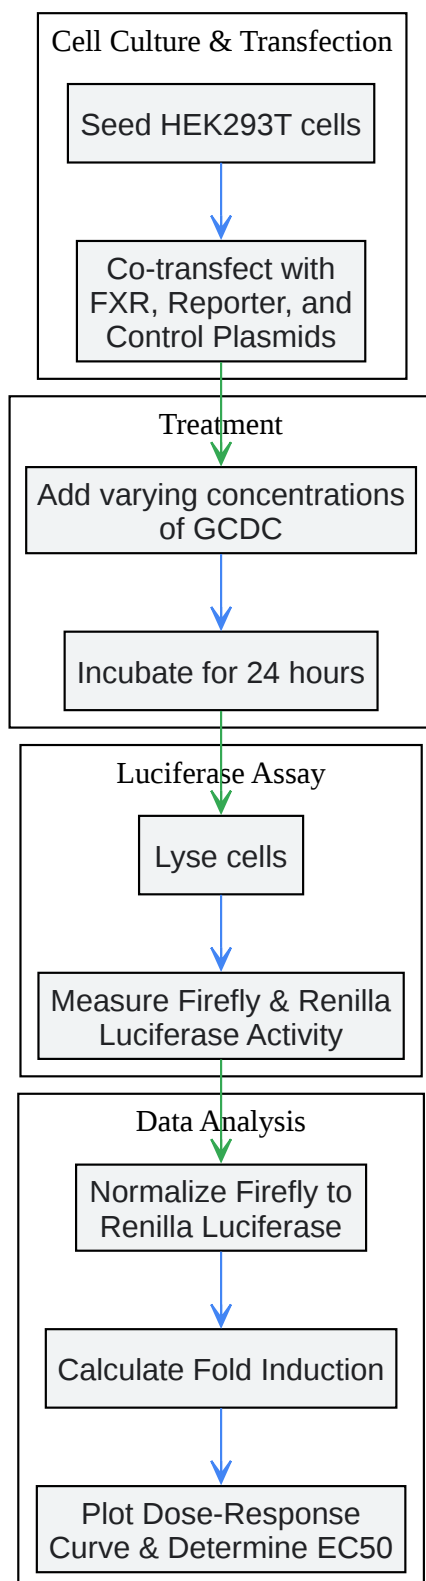 Cell Culture & Transfection
Seed HEK293T cells
Co-transfect with
FXR, Reporter, and
Control Plasmids
Treatment
Add varying concentrations
of GCDC
Incubate for 24 hours
Luciferase Assay
Lyse cells
Measure Firefly & Renilla
Luciferase Activity
Data Analysis
Normalize Firefly to
Renilla Luciferase
Calculate Fold Induction
Plot Dose-Response
Curve & Determine EC50